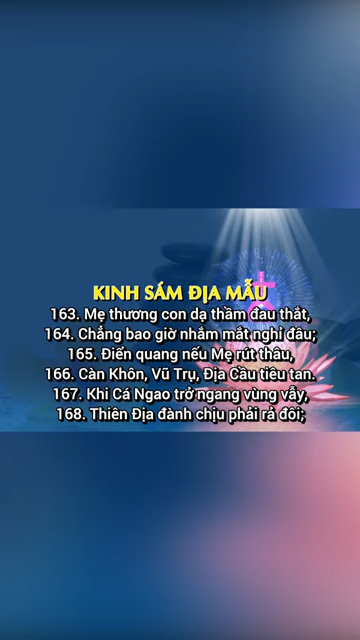 KINH SÁM ĐỊA MẪU
163. Mẹ thương con dạ thầm đau thắt,
164. Chẳng bao giờ nhắm mắt nghỉ đâu;
165. Điển quang nếu Mẹ rút thâu,
166. Càn Khôn, Vũ Trụ, Địa Cầu tiêu tan.
167. Khi Cá Ngao trở ngang vùng vẫy,
168. Thiên Địa đành chịu phải rả đôi;